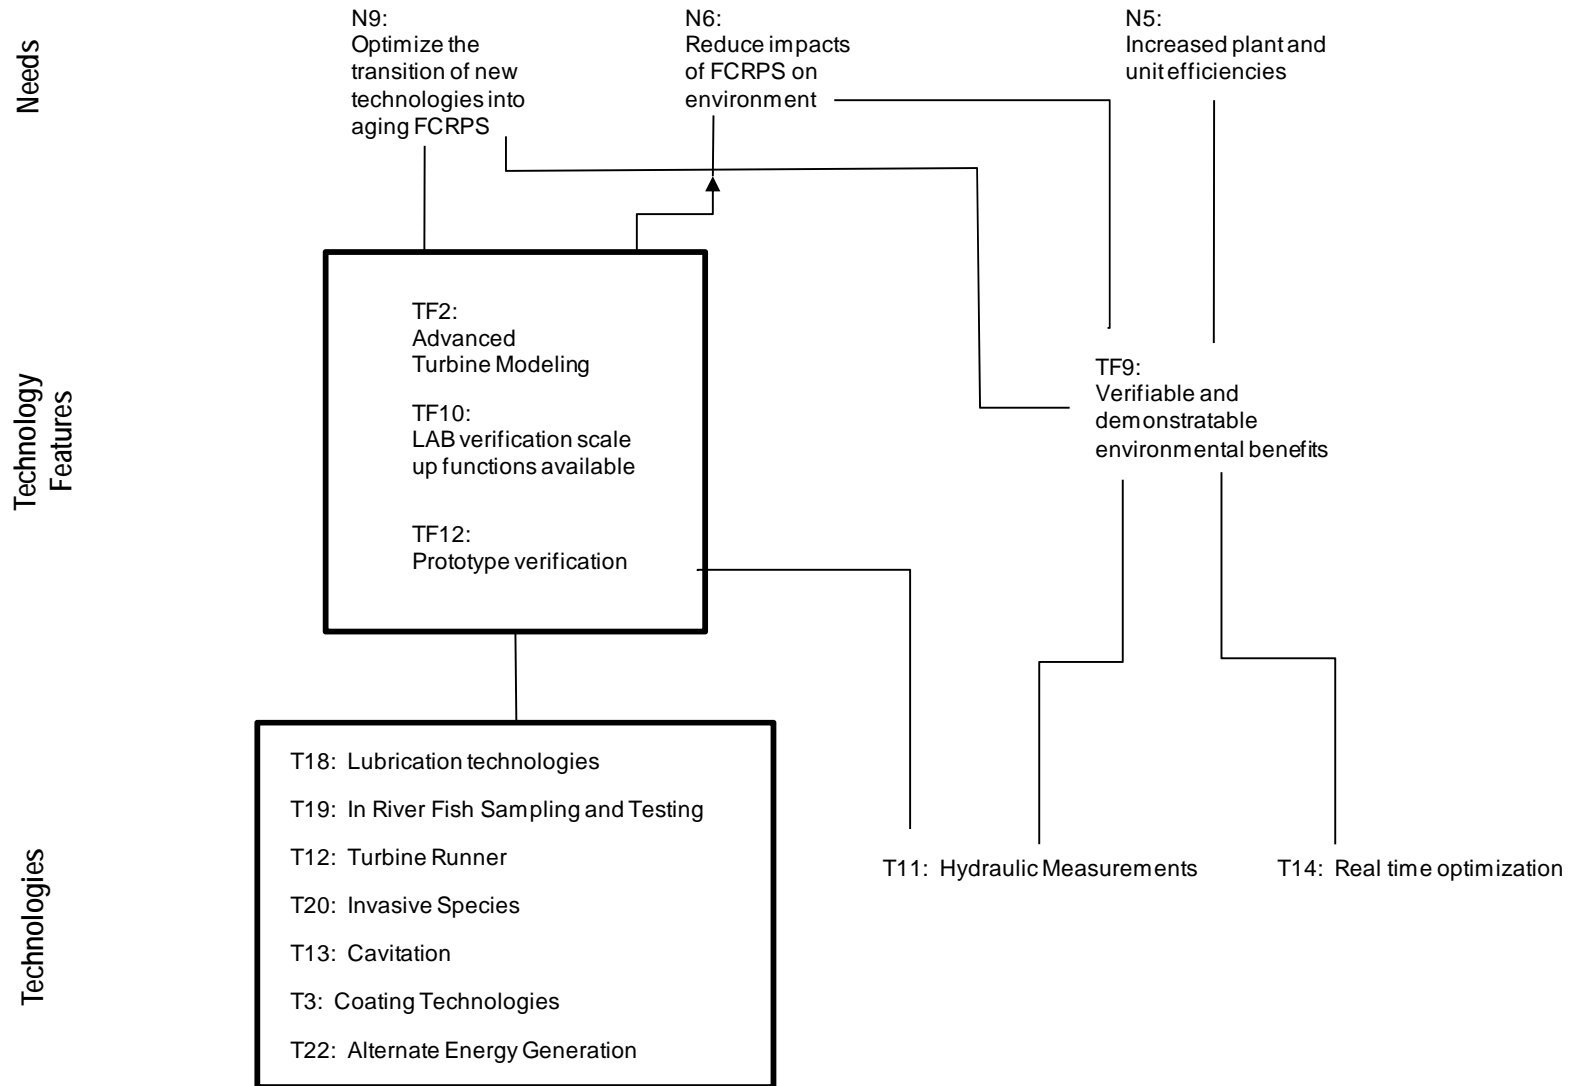 Needs
N9:
Optimize the
transition of new
technologies into
aging FCRPS
N6:
Reduce impacts
of FCRPS on
environment
N5:
Increased plant and
unit efficiencies
Technology
Features
TF2:
Advanced
Turbine Modeling
TF10:
LAB verification scale
up functions available
TF12:
Prototype verification
TF9:
Verifiable and
demonstratable
environmental benefits
Technologies
T18: Lubrication technologies
T19: In River Fish Sampling and Testing
T12: Turbine Runner
T20: Invasive Species
T13: Cavitation
T3: Coating Technologies
T22: Alternate Energy Generation
T11: Hydraulic Measurements
T14: Real time optimization